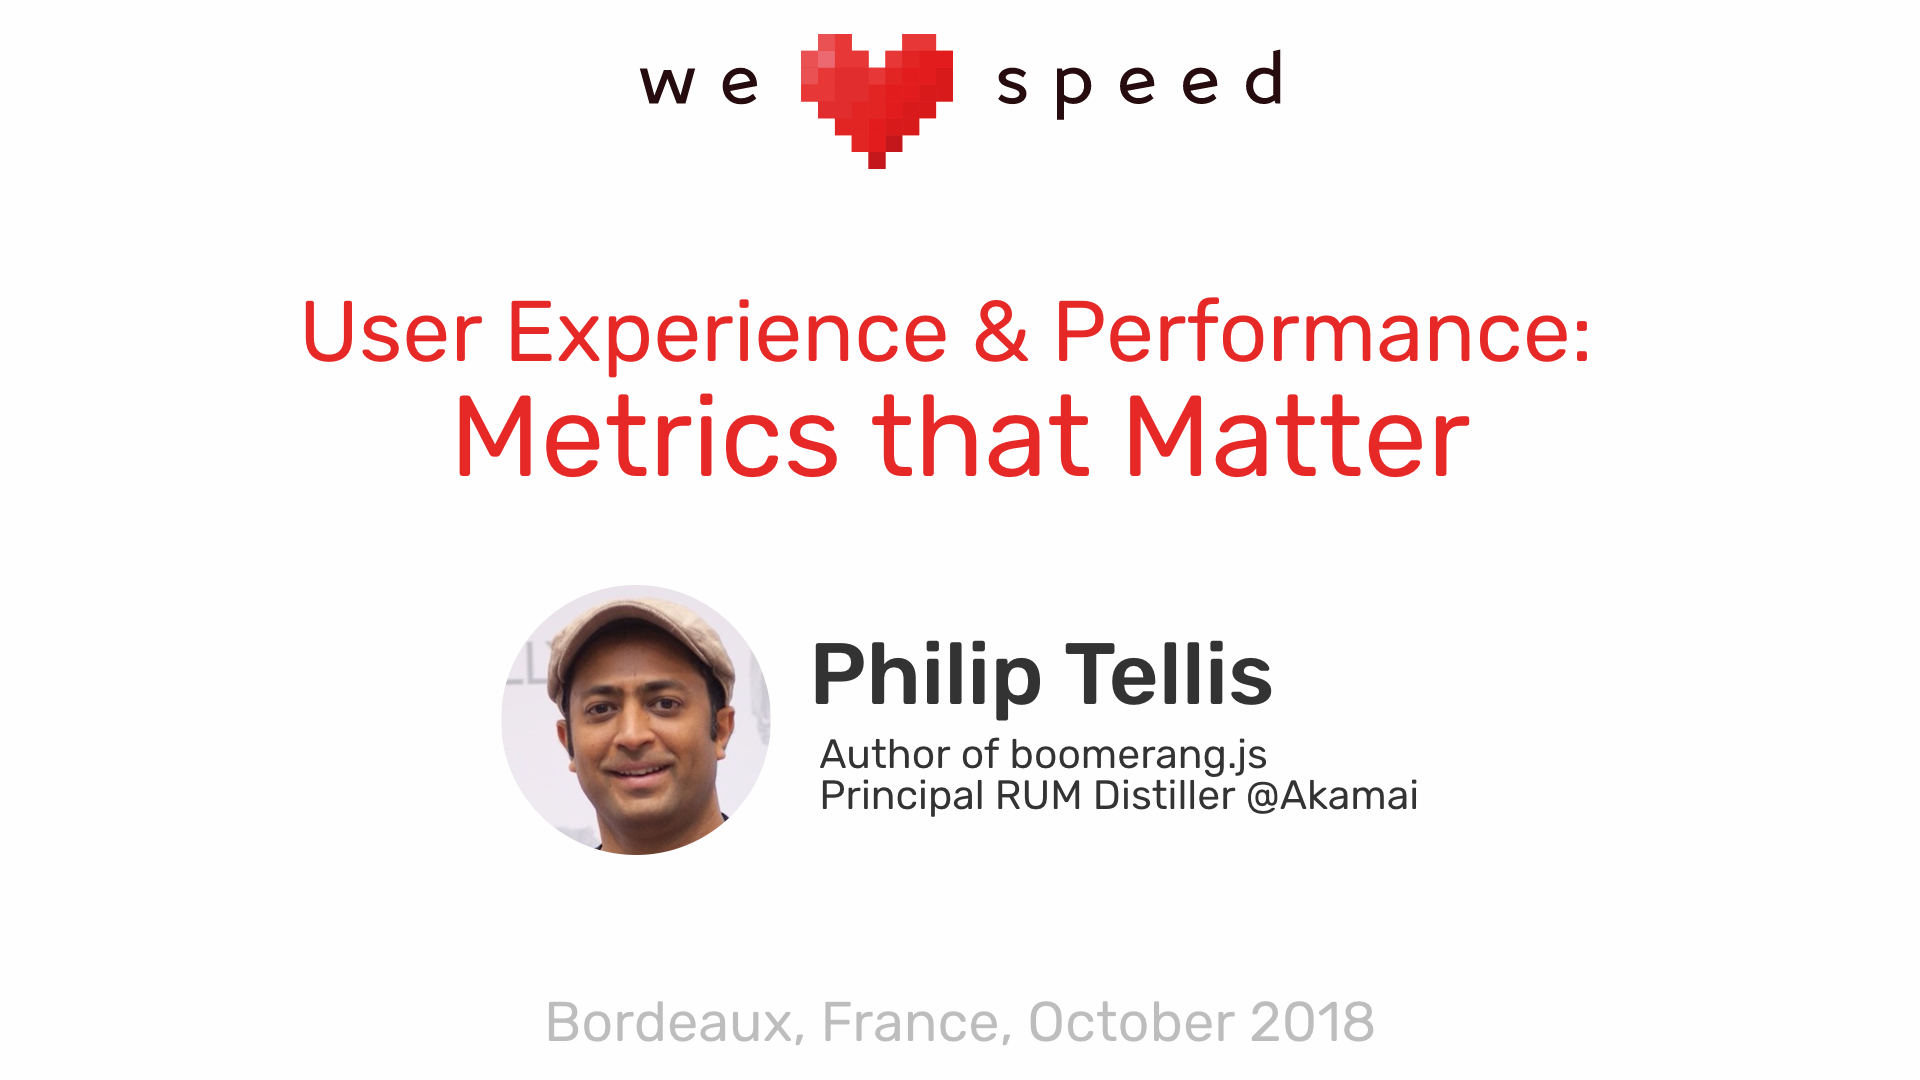 we speed
User Experience & Performance:
Metrics that Matter
Philip Tellis
Author of boomerang.js
Principal RUM Distiller @Akamai
Bordeaux, France, October 2018